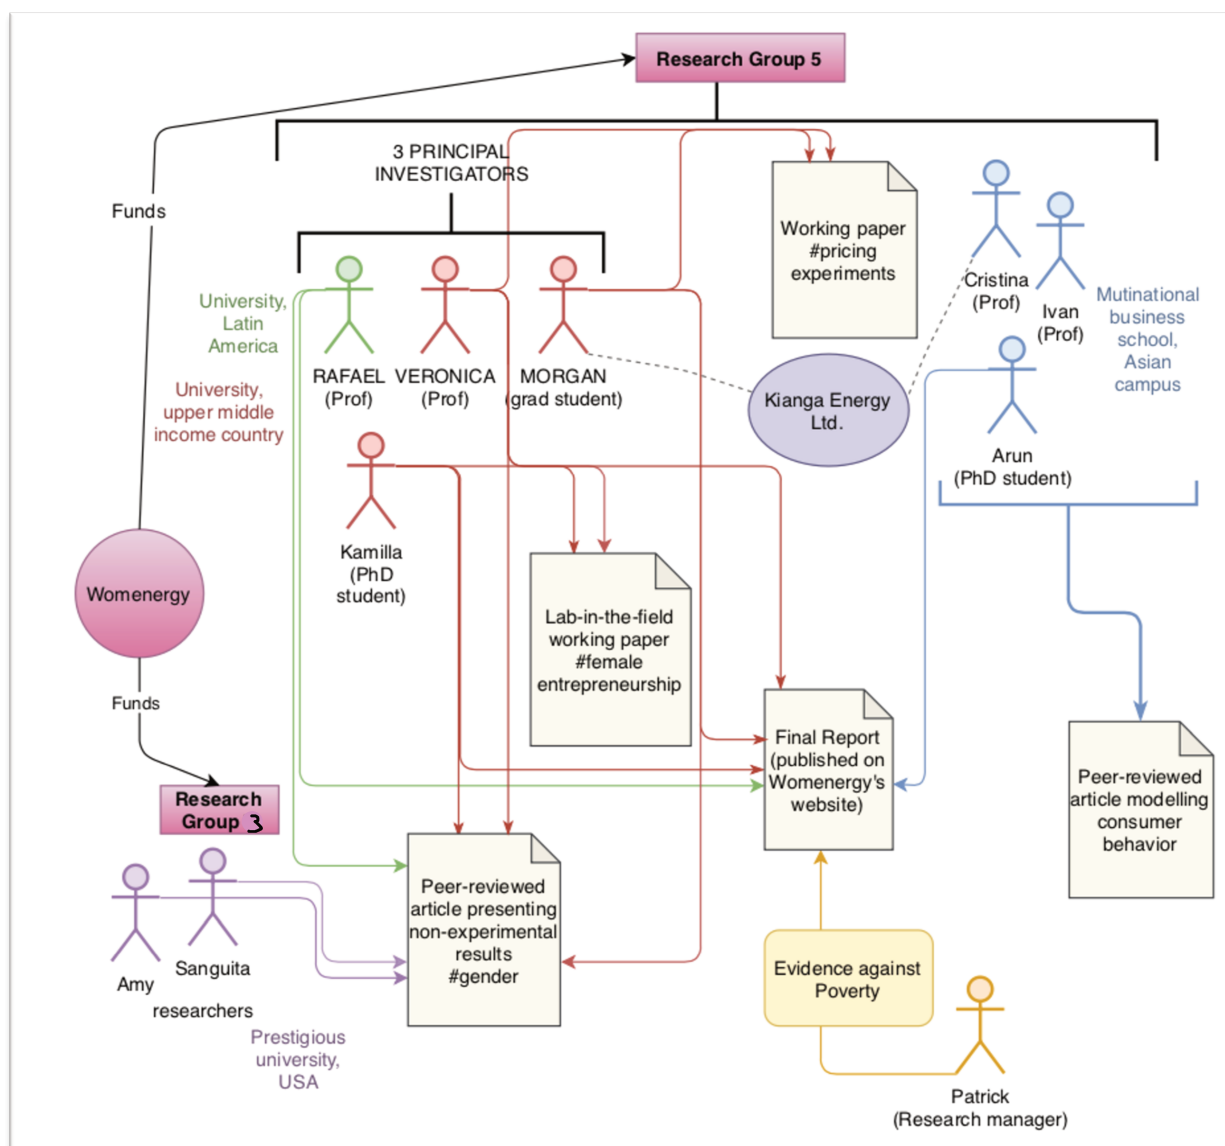 Research Group 5
3 PRINCIPAL
INVESTIGATORS
Funds
Working paper
#pricing
experiments
Cristina
(Prof)
Ivan
(Prof)
Mutinational
business
school,
Asian
campus
University,
Latin
America
University,
upper middle
income country
RAFAEL
(Prof)
VERONICA
(Prof)
MORGAN
(grad student)
Kianga Energy
Ltd.
Arun
(PhD student)
Kamilla
(PhD
student)
Womenergy
Lab-in-the-field
working paper
#female
entrepreneurship
Funds
Final Report
(published on
Womenergy's
website)
Peer-reviewed
article modelling
consumer
behavior
Research
Group 3
Peer-reviewed
article presenting
non-experimental
results
#gender
Amy
Sanguita
researchers
Prestigious
university,
USA
Evidence against
Poverty
Patrick
(Research manager)